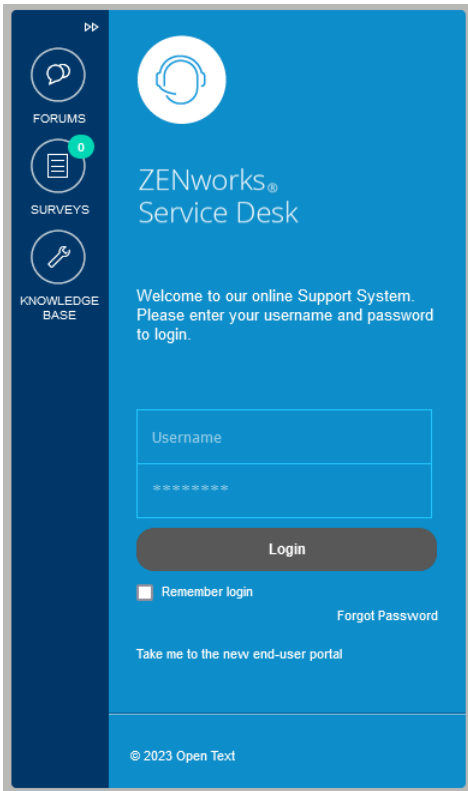 FORUMS
0
SURVEYS
KNOWLEDGE
BASE
ZENworks®
Service Desk
Welcome to our online Support System.
Please enter your username and password
to login.
Username
********
Login
Remember login
Forgot Password
Take me to the new end-user portal
© 2023 Open Text